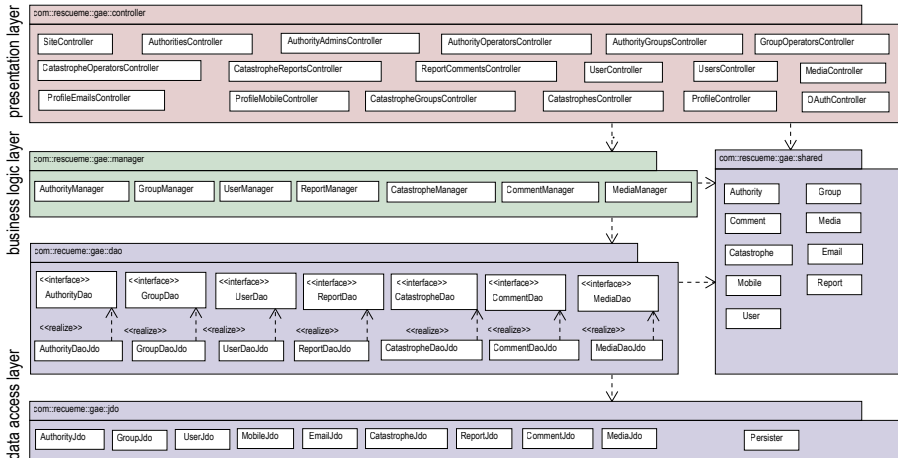 presentation layer
com::rescueme::gae::controller
SiteController AuthoritiesController AuthorityAdminsController AuthorityOperatorsController AuthorityGroupsController GroupOperatorsController
CatastropheOperatorsController CatastropheReportsController ReportCommentsController UserController UsersController MediaController
ProfileEmailsController ProfileMobileController CatastropheGroupsController CatastrophesController ProfileController OAuthController
business logic layer
com::rescueme::gae::manager
AuthorityManager GroupManager UserManager ReportManager CatastropheManager CommentManager MediaManager
com::rescueme::gae::shared
Authority Group
Comment Media
Catastrophe Email
Mobile Report
User
data access layer
com::recueme::gae::dao
<<interface>> <<interface>> <<interface>> <<interface>> <<interface>> <<interface>> <<interface>>
AuthorityDao GroupDao UserDao ReportDao CatastropheDao CommentDao MediaDao
<<realize>> <<realize>> <<realize>> <<realize>> <<realize>> <<realize>> <<realize>>
AuthorityDaoJdo GroupDaoJdo UserDaoJdo ReportDaoJdo CatastropheDaoJdo CommentDaoJdo MediaDaoJdo
com::recueme::gae::jdo
AuthorityJdo GroupJdo UserJdo MobileJdo EmailJdo CatastropheJdo ReportJdo CommentJdo MediaJdo Persister